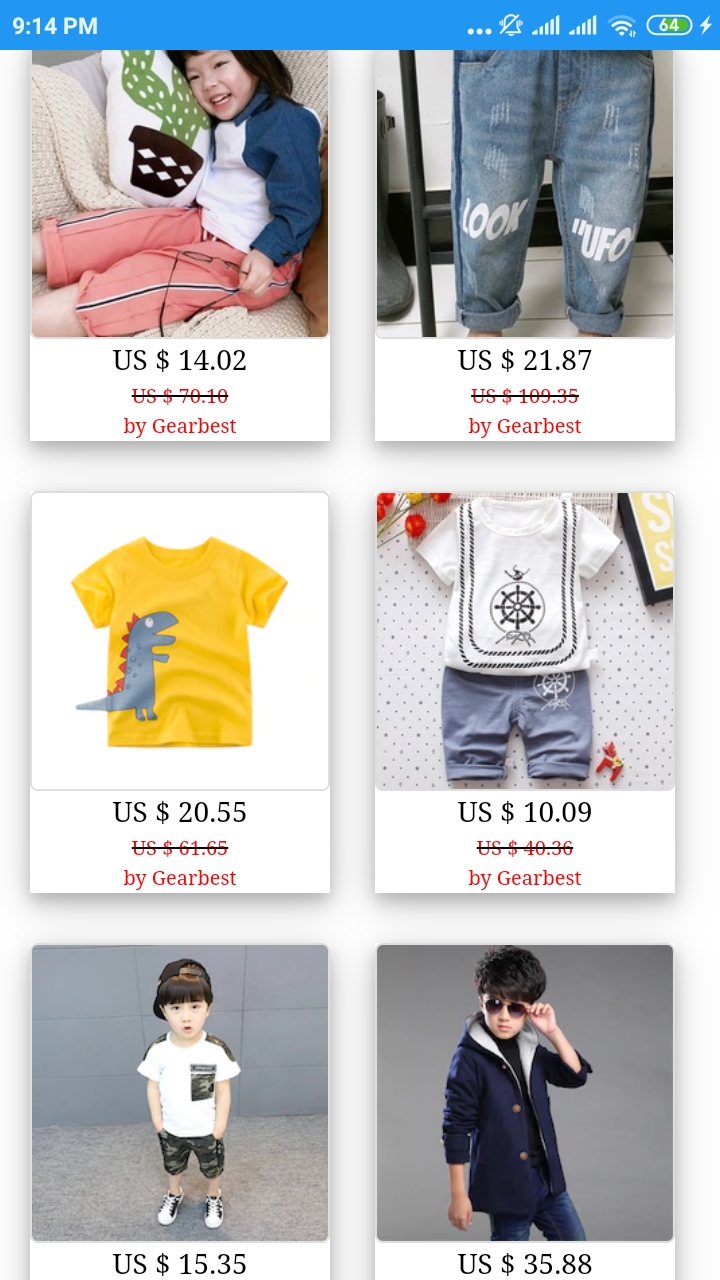 9:14 PM
64
LOOK
"UFO
US $ 14.02
US $ 70.10
by Gearbest
US $ 21.87
US $ 109.35
by Gearbest
US $ 20.55
US $ 61.65
by Gearbest
US $ 10.09
US $ 40.36
by Gearbest
US $ 15.35
US $ 35.88